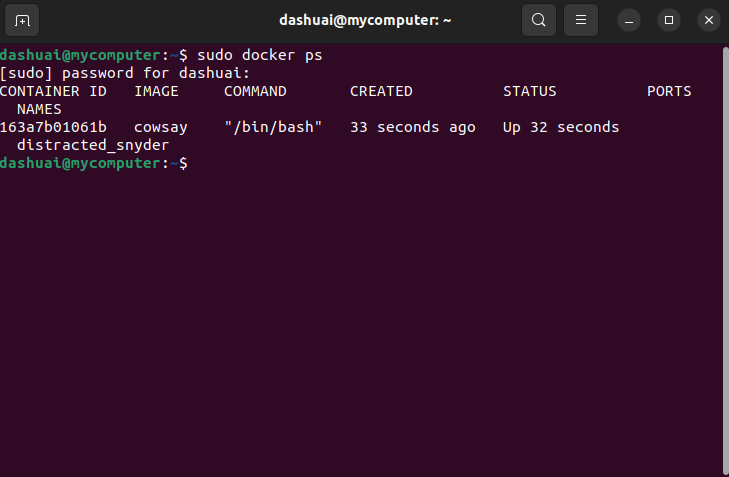 dashuai@mycomputer: ~
dashuai@mycomputer:~$ sudo docker ps
[sudo] password for dashuai:
CONTAINER ID   IMAGE     COMMAND       CREATED          STATUS          PORTS
  NAMES
163a7b01061b   cowsay    "/bin/bash"   33 seconds ago   Up 32 seconds
  distracted_snyder
dashuai@mycomputer:~$